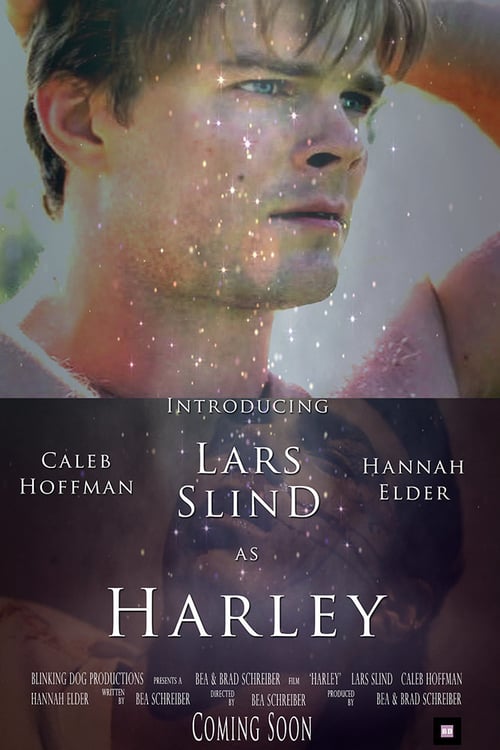 INTRODUCING
CALEB HOFFMAN
LARS SLIND
HANNAH ELDER
AS
HARLEY
BLINKING DOG PRODUCTIONS PRESENTS A BEA & BRAD SCHREIBER FILM 'HARLEY' LARS SLIND CALEB HOFFMAN
HANNAH ELDER WRITTEN BY BEA SCHREIBER DIRECTED BY BEA SCHREIBER PRODUCED BY BEA & BRAD SCHREIBER
COMING SOON